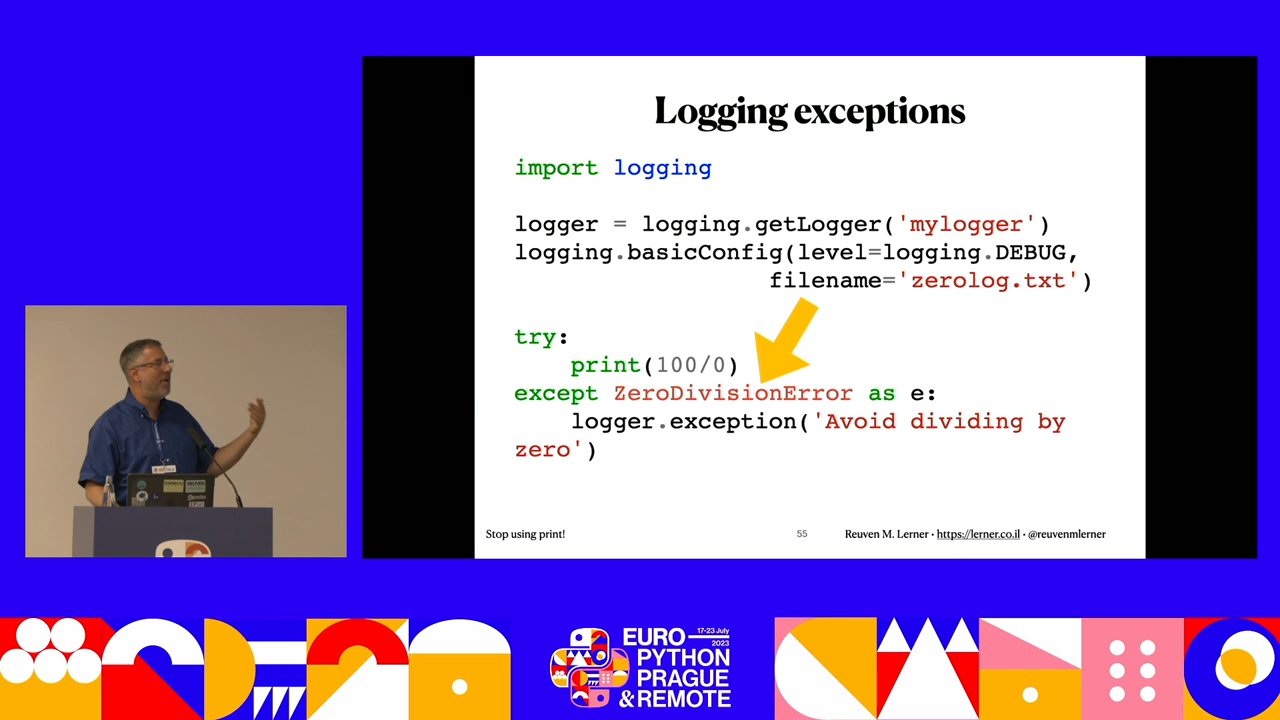 Logging exceptions
import logging
logger = logging.getLogger('mylogger')
logging.basicConfig(level=logging.DEBUG,
filename='zerolog.txt')
try:
print(100/0)
except ZeroDivisionError as e:
logger.exception('Avoid dividing by
zero')
Stop using print!
55
Reuven M. Lerner • https://lerner.co.il • @reuvenmlerner
17-23 July
2023
EURO
PYTHON
PRAGUE
& REMOTE